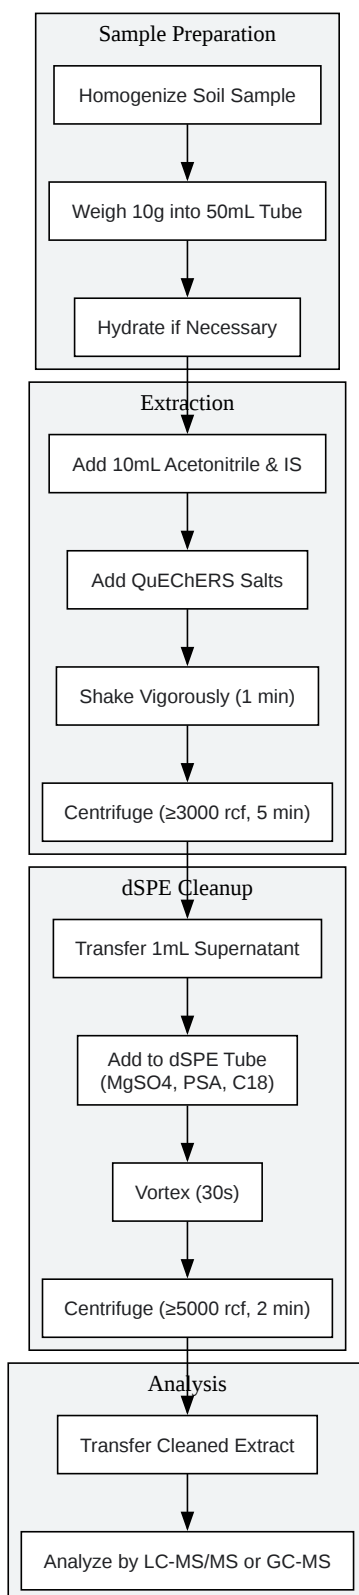 Sample Preparation
Homogenize Soil Sample
Weigh 10g into 50mL Tube
Hydrate if Necessary
Extraction
Add 10mL Acetonitrile & IS
Add QuEChERS Salts
Shake Vigorously (1 min)
Centrifuge (≥3000 rcf, 5 min)
dSPE Cleanup
Transfer 1mL Supernatant
Add to dSPE Tube
(MgSO4, PSA, C18)
Vortex (30s)
Centrifuge (≥5000 rcf, 2 min)
Analysis
Transfer Cleaned Extract
Analyze by LC-MS/MS or GC-MS